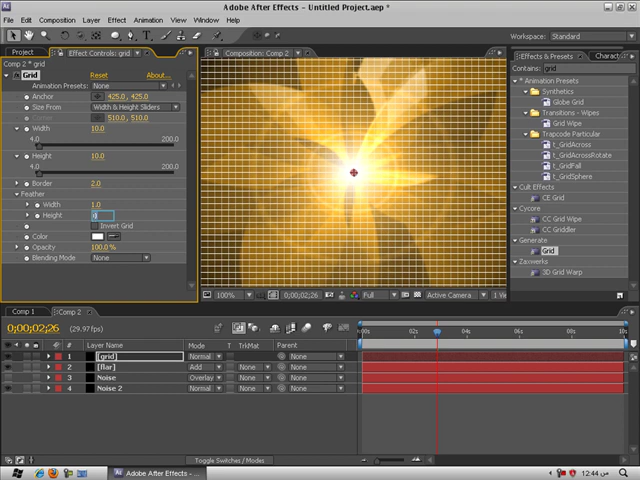 Adobe After Effects - Untitled Project.aep *
File Edit Composition Layer Effect Animation View Window Help
Workspace: Standard
Project Effect Controls: grid
Comp 2 * grid
Grid Reset About...
Animation Presets: None
Anchor 425.0, 425.0
Size From Width & Height Sliders
Corner 510.0, 510.0
Width 10.0
4.0 200.0
Height 10.0
4.0 200.0
Border 2.0
Feather
Width 1.0
Height
Invert Grid
Color
Opacity 100.0 %
Blending Mode None
Composition: Comp 2
100% 0;00;02;26 Full Active Camera 1 Vi
Effects & Presets Charact
Contains: grid
* Animation Presets
Synthetics
Globe Grid
Transitions - Wipes
Grid Wipe
Trapcode Particular
t_GridAcross
t_GridAcrossRotate
t_GridFall
t_GridSphere
Cult Effects
CE Grid
Cycore
CC Grid Wipe
CC Griddler
Generate
Grid
Zaxwerks
3D Grid Warp
Comp 1 Comp 2
0;00;02;26 (29.97 fps)
# Layer Name Mode T TrkMat Parent
1 [grid] Normal None
2 [flar] Add None None
3 Noise Overlay None None
4 Noise 2 Normal None None
00s 02s 04s 06s 08s 10s
Toggle Switches / Modes
Adobe After Effects -...
12:44 ص